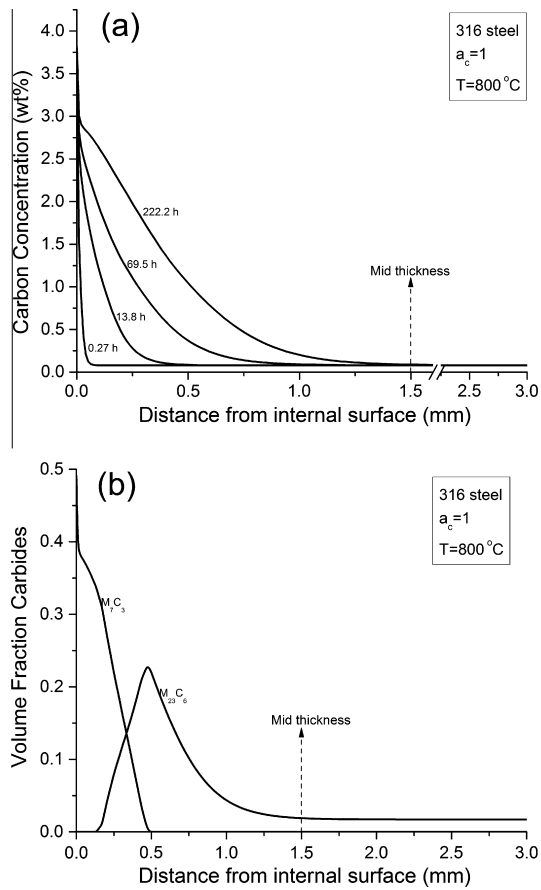 (a)
316 steel
a_c=1
T=800 °C
Carbon Concentration (wt%)
4.0
3.5
3.0
2.5
2.0
1.5
1.0
0.5
0.0
222.2 h
69.5 h
13.8 h
0.27 h
Mid thickness
0.0 0.5 1.0 1.5 2.5 3.0
Distance from internal surface (mm)
(b)
316 steel
a_c=1
T=800 °C
Volume Fraction Carbides
0.5
0.4
0.3
0.2
0.1
0.0
M7C3
M23C6
Mid thickness
0.0 0.5 1.0 1.5 2.0 2.5 3.0
Distance from internal surface (mm)